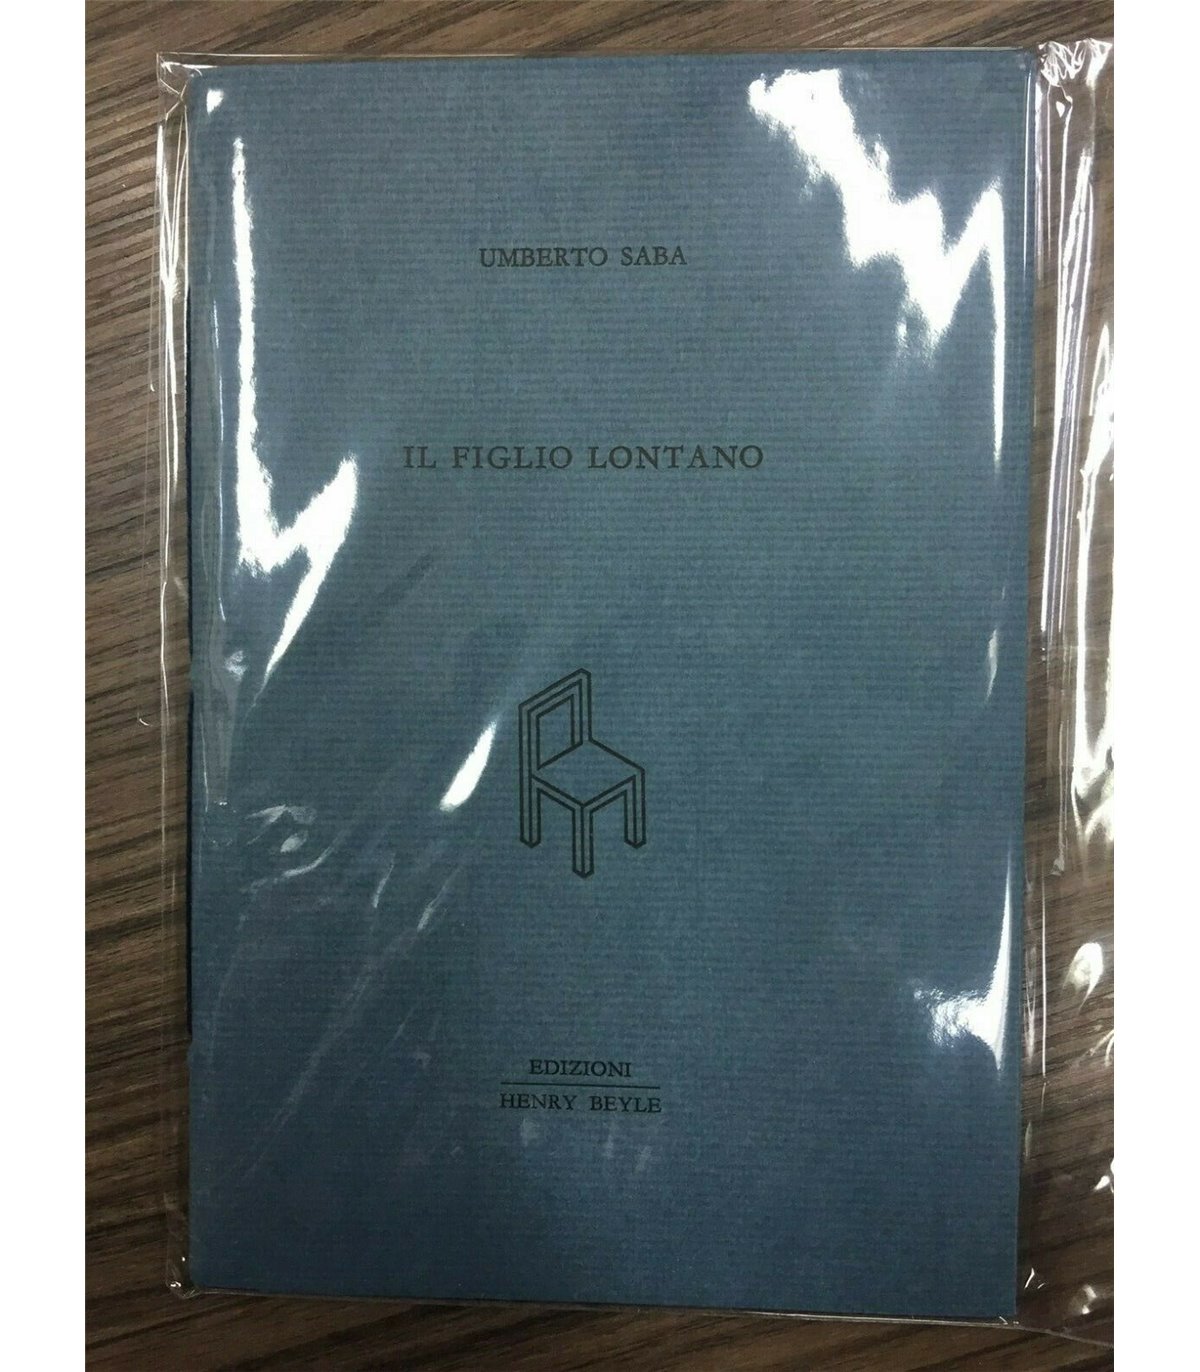 UMBERTO SABA
IL FIGLIO LONTANO
EDIZIONI
HENRY BEYLE